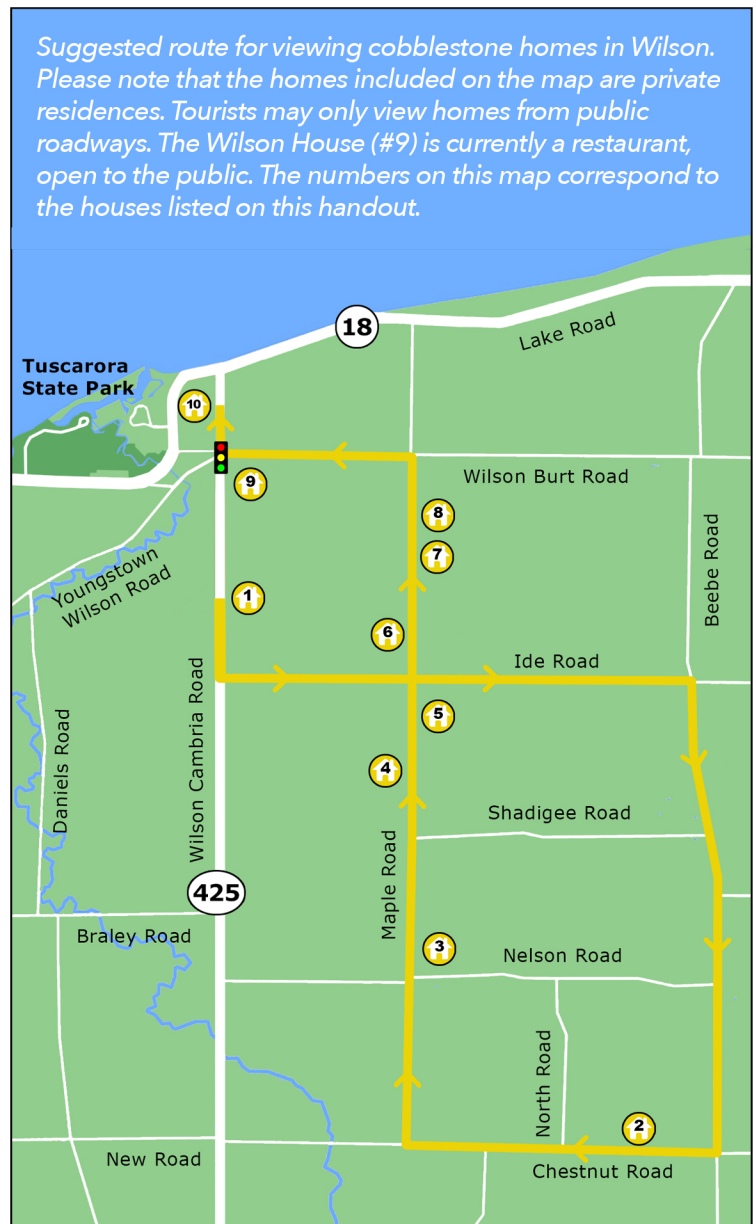 Suggested route for viewing cobblestone homes in Wilson.
Please note that the homes included on the map are private
residences. Tourists may only view homes from public
roadways. The Wilson House (#9) is currently a restaurant,
open to the public. The numbers on this map correspond to
the houses listed on this handout.
18
Lake Road
Tuscarora
State Park
10
Wilson Burt Road
9
8
7
Beebe Road
Youngstown
Wilson Road
1
6
Ide Road
5
4
Daniels Road
Wilson Cambria Road
Shadigee Road
Maple Road
425
Braley Road
3
Nelson Road
North Road
2
New Road
Chestnut Road